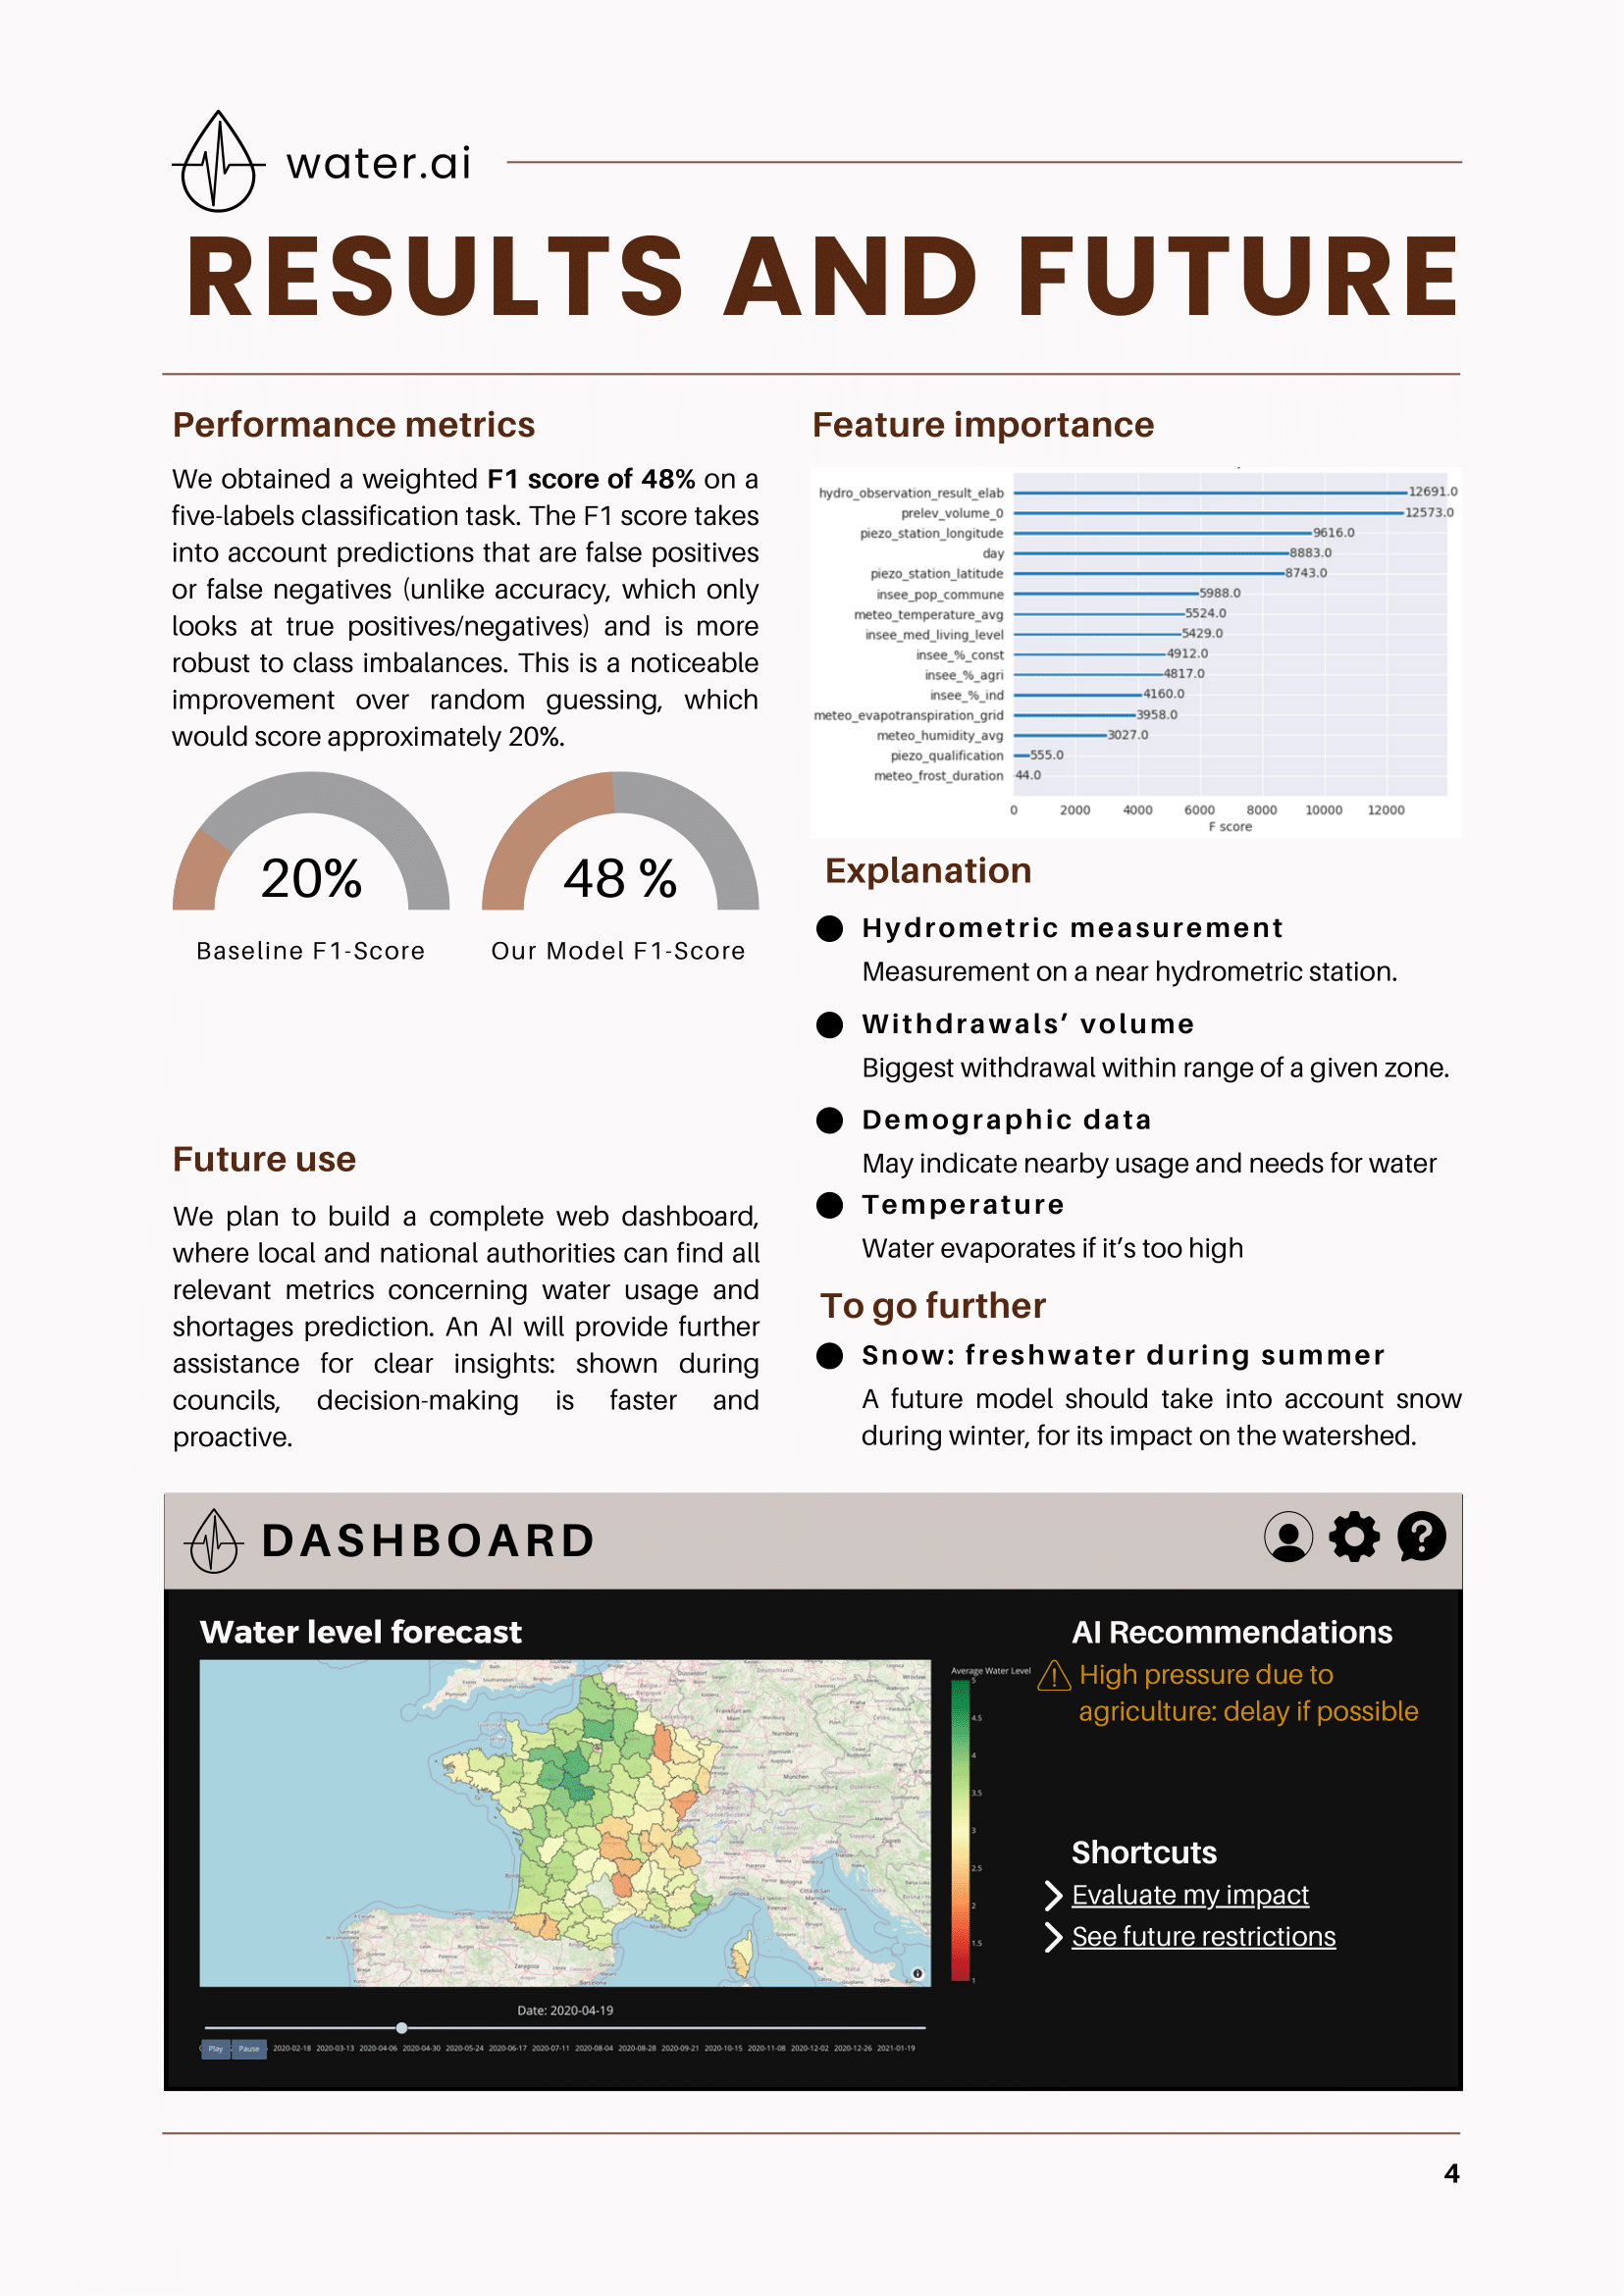 water.ai
RESULTS AND FUTURE
Performance metrics
We obtained a weighted F1 score of 48% on a
five-labels classification task. The F1 score takes
into account predictions that are false positives
or false negatives (unlike accuracy, which only
looks at true positives/negatives) and is more
robust to class imbalances. This is a noticeable
improvement over random guessing, which
would score approximately 20%.
20%
Baseline F1-Score
48 %
Our Model F1-Score
Future use
We plan to build a complete web dashboard,
where local and national authorities can find all
relevant metrics concerning water usage and
shortages prediction. An AI will provide further
assistance for clear insights: shown during
councils, decision-making is faster and
proactive.
Feature importance
hydro_observation_result_elab 12691.0
prelev_volume_0 12573.0
piezo_station_longitude 9616.0
day 8883.0
piezo_station_latitude 8743.0
insee_pop_commune 5988.0
meteo_temperature_avg 5524.0
insee_med_living_level 5429.0
insee_%_const 4912.0
insee_%_agri 4817.0
insee_%_ind 4160.0
meteo_evapotranspiration_grid 3958.0
meteo_humidity_avg 3027.0
piezo_qualification 555.0
meteo_frost_duration 44.0
0 2000 4000 6000 8000 10000 12000
F score
Explanation
Hydrometric measurement
Measurement on a near hydrometric station.
Withdrawals’ volume
Biggest withdrawal within range of a given zone.
Demographic data
May indicate nearby usage and needs for water
Temperature
Water evaporates if it’s too high
To go further
Snow: freshwater during summer
A future model should take into account snow
during winter, for its impact on the watershed.
DASHBOARD
Water level forecast
Average Water Level
5
4.5
4
3.5
3
2.5
2
1.5
1
Date: 2020-04-19
Play Pause 2020-02-18 2020-03-13 2020-04-06 2020-04-30 2020-05-24 2020-06-17 2020-07-11 2020-08-04 2020-08-28 2020-09-21 2020-10-15 2020-11-08 2020-12-02 2020-12-26 2021-01-19
AI Recommendations
High pressure due to
agriculture: delay if possible
Shortcuts
Evaluate my impact
See future restrictions
4